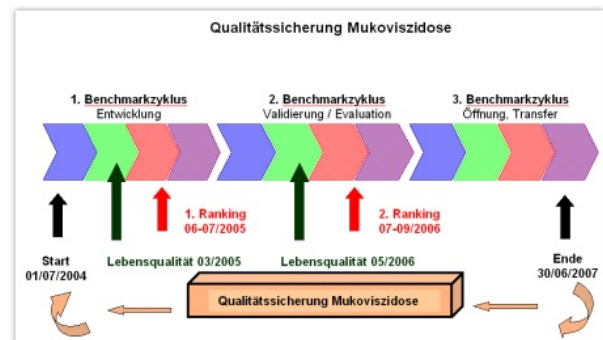 Qualitätssicherung Mukoviszidose
1. Benchmarkzyklus
Entwicklung
2. Benchmarkzyklus
Validierung / Evaluation
3. Benchmarkzyklus
Öffnung, Transfer
1. Ranking
06-07/2005
2. Ranking
07-09/2006
Start
01/07/2004
Lebensqualität 03/2005
Lebensqualität 05/2006
Ende
30/06/2007
Qualitätssicherung Mukoviszidose